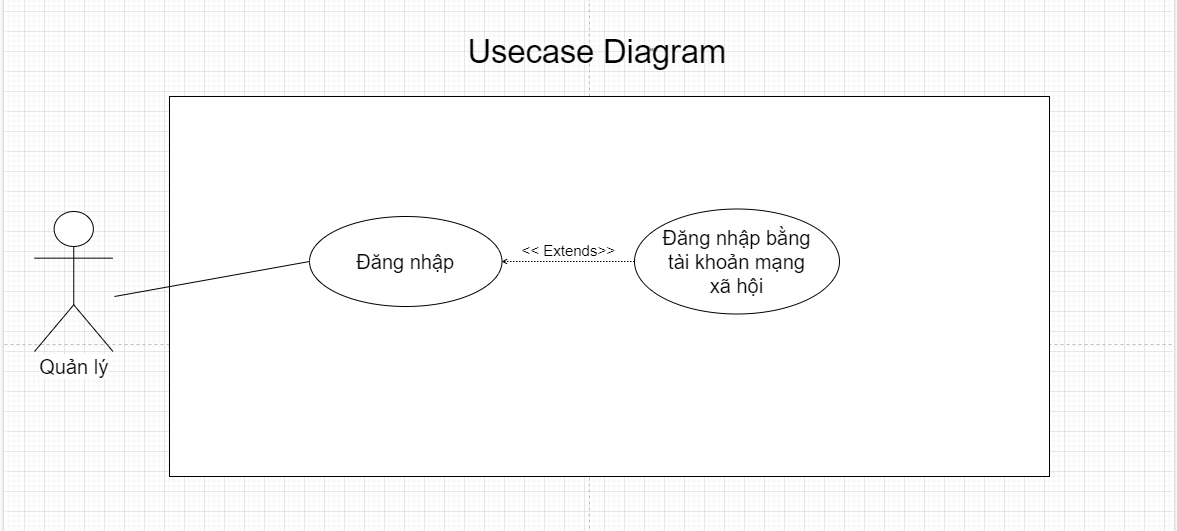 Usecase Diagram
Đăng nhập
<< Extends>>
Đăng nhập bằng
tài khoản mạng
xã hội
Quản lý